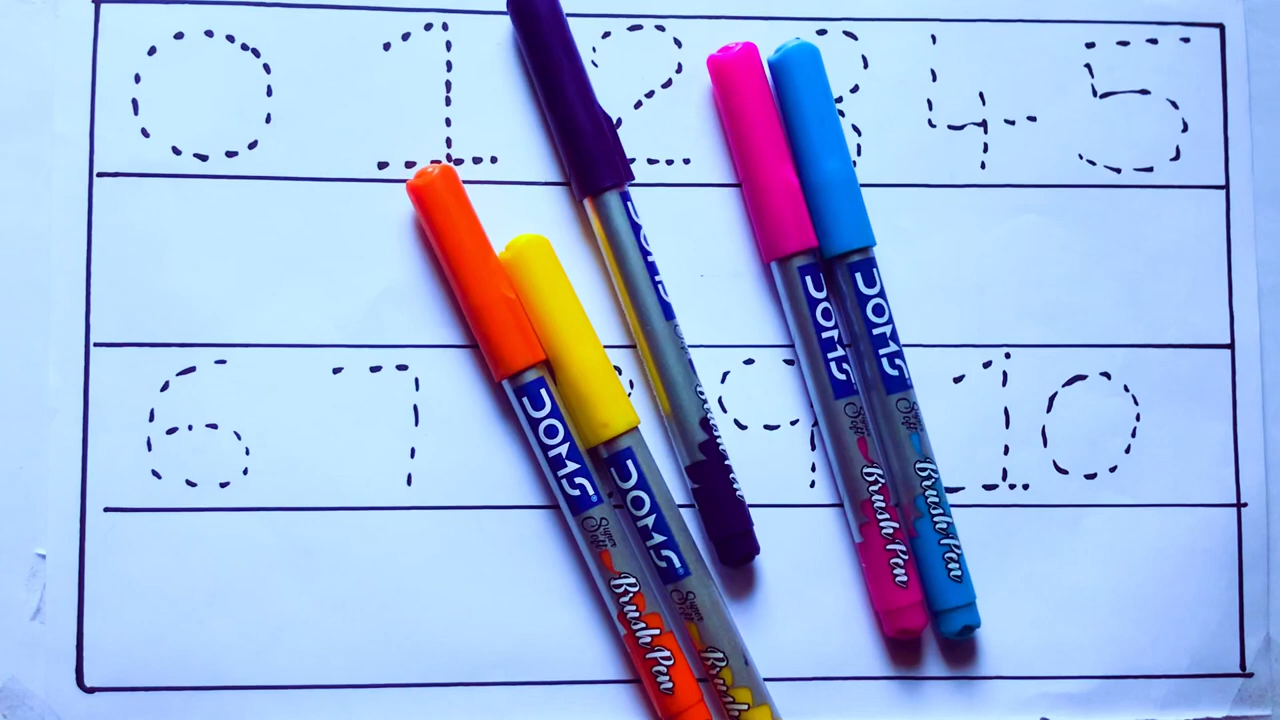 0 1 2 3 4 5
6 7 9 10
DOMS® Super Soft Brush Pen
DOMS Super Soft Brush
DOMS Brush Pen
DOMS Super Soft Brush Pen
DOMS Super Soft Brush Pen